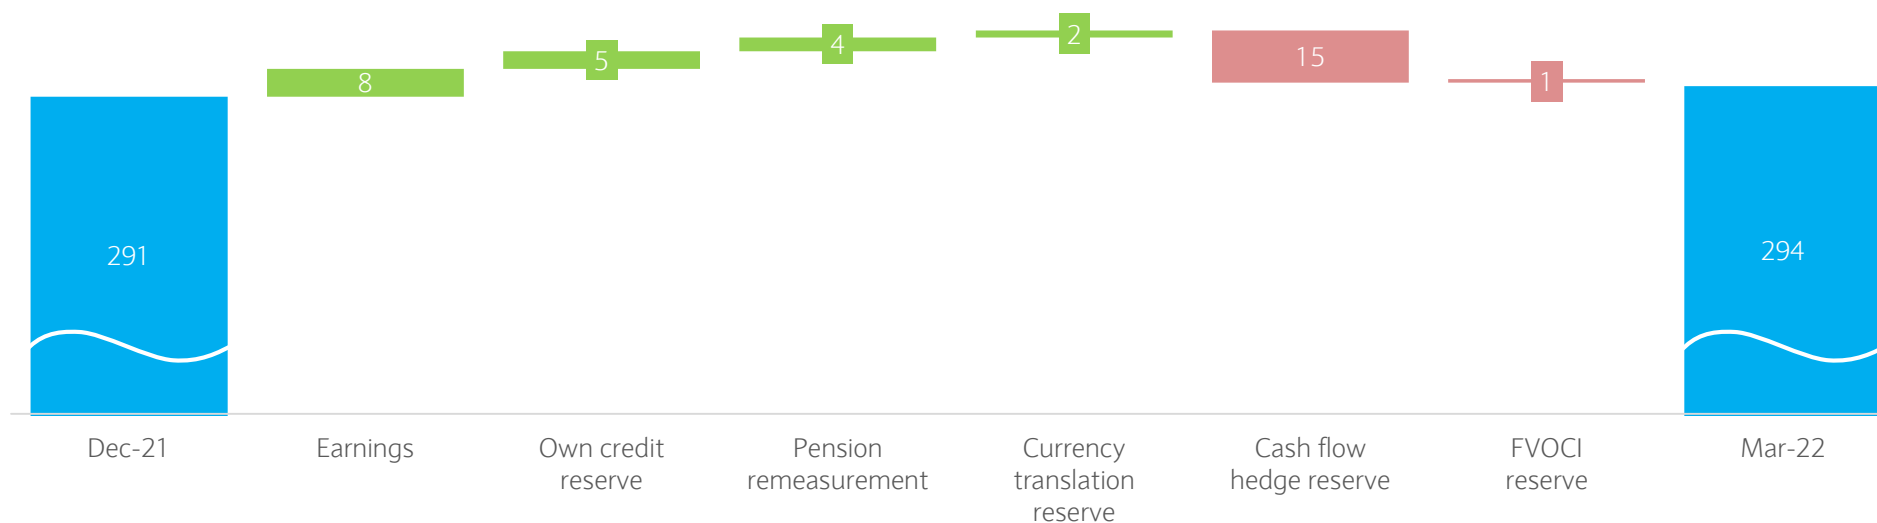 291
8
5
4
2
15
1
294
Dec-21
Earnings
Own credit
reserve
Pension
remeasurement
Currency
translation
reserve
Cash flow
hedge reserve
FVOCI
reserve
Mar-22